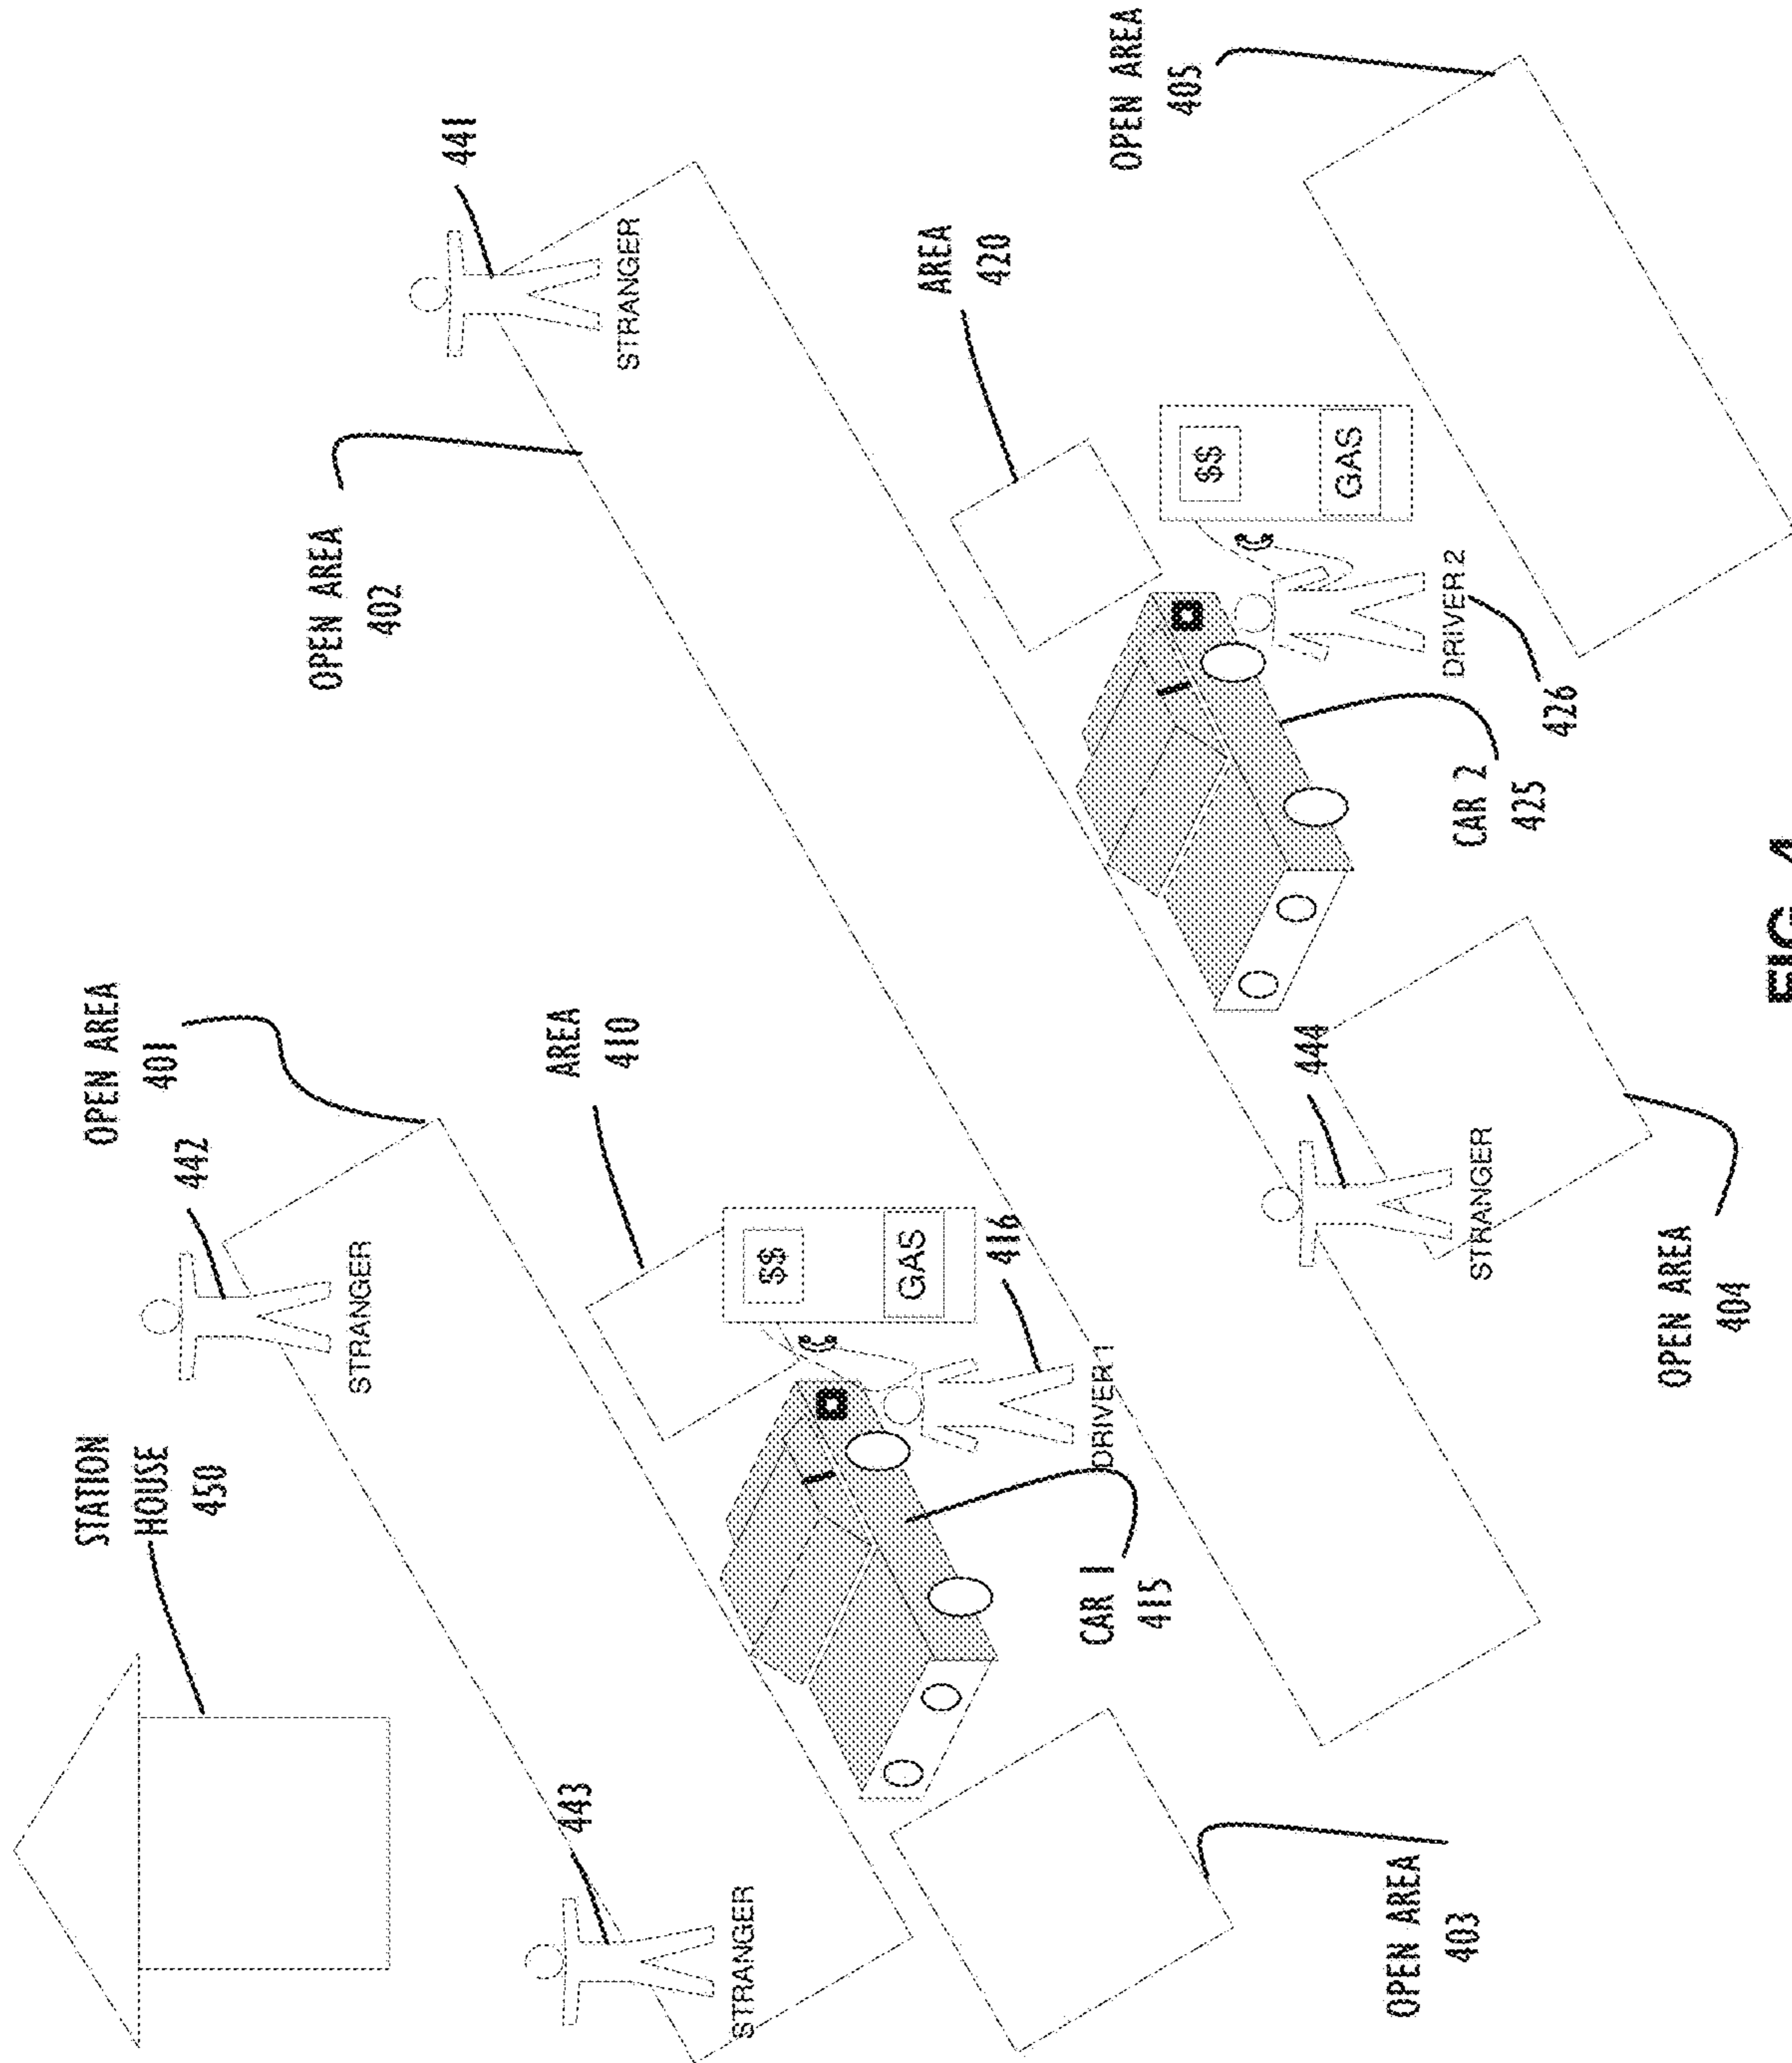 STATION
HOUSE
450
OPEN AREA
401
442
STRANGER
443
STRANGER
OPEN AREA
402
441
STRANGER
AREA
410
$$
GAS
416
DRIVER 1
CAR 1
415
OPEN AREA
403
AREA
420
$$
GAS
DRIVER 2
426
CAR 2
425
444
STRANGER
OPEN AREA
404
OPEN AREA
405
FIG. 4